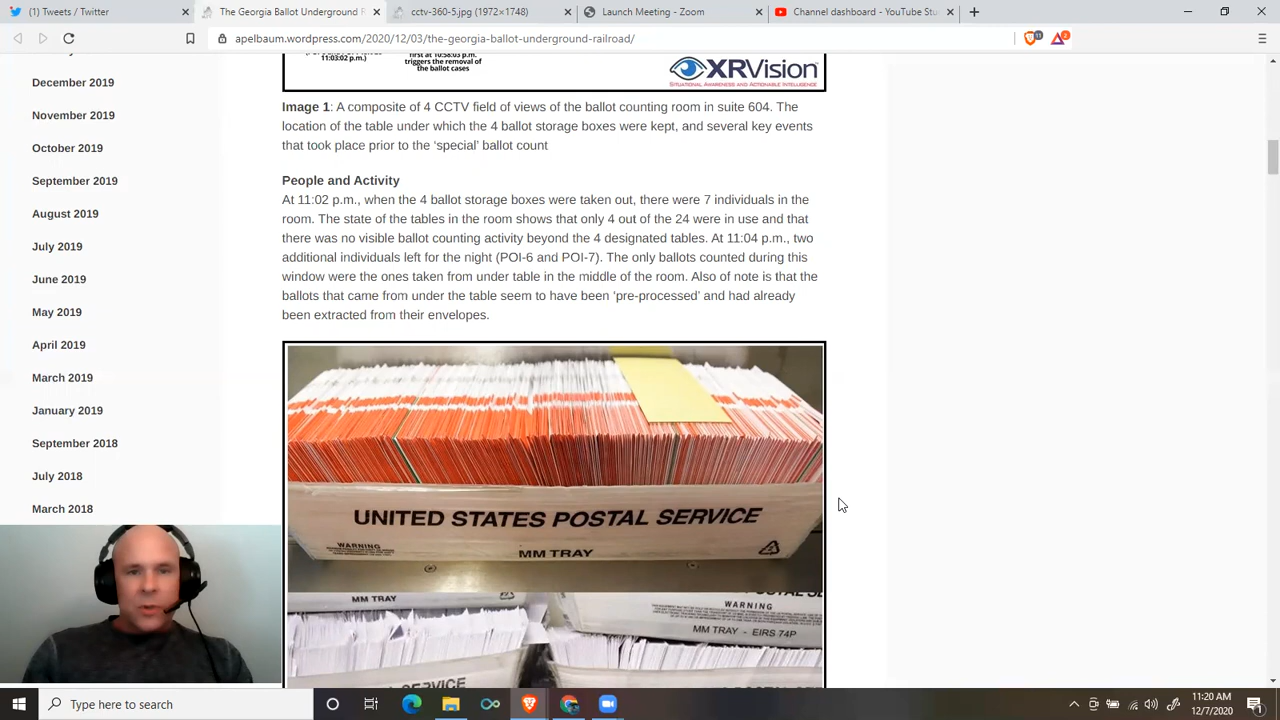 (1) Tweets / Twitter
The Georgia Ballot Underground R
cctv-360-5.jpg (1972×1748)
Launch Meeting - Zoom
Channel dashboard - YouTube Stu
apelbaum.wordpress.com/2020/12/03/the-georgia-ballot-underground-railroad/
11:03:02 p.m.)
first at 10:58:03 p.m.
triggers the removal of
the ballot cases
XRVision
SITUATIONAL AWARENESS AND ACTIONABLE INTELLIGENCE
Image 1: A composite of 4 CCTV field of views of the ballot counting room in suite 604. The
location of the table under which the 4 ballot storage boxes were kept, and several key events
that took place prior to the ‘special’ ballot count
People and Activity
At 11:02 p.m., when the 4 ballot storage boxes were taken out, there were 7 individuals in the
room. The state of the tables in the room shows that only 4 out of the 24 were in use and that
there was no visible ballot counting activity beyond the 4 designated tables. At 11:04 p.m., two
additional individuals left for the night (POI-6 and POI-7). The only ballots counted during this
window were the ones taken from under table in the middle of the room. Also of note is that the
ballots that came from under the table seem to have been ‘pre-processed’ and had already
been extracted from their envelopes.
December 2019
November 2019
October 2019
September 2019
August 2019
July 2019
June 2019
May 2019
April 2019
March 2019
January 2019
September 2018
July 2018
March 2018
UNITED STATES POSTAL SERVICE
WARNING
MM TRAY
MM TRAY
WARNING
MM TRAY - EIRS 74P
SERVICE
Type here to search
11:20 AM
12/7/2020